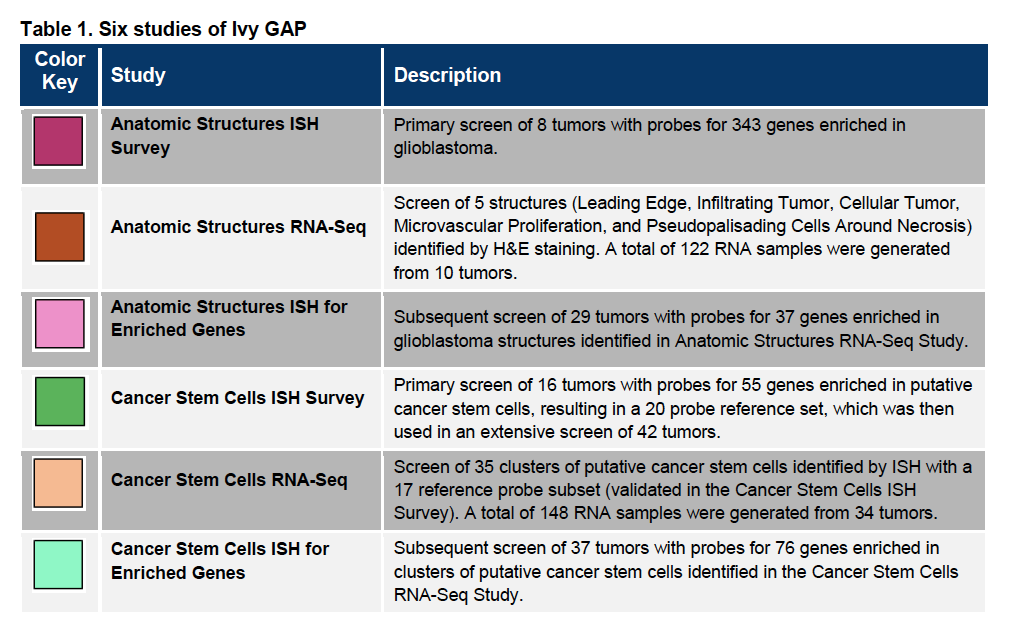 Table 1. Six studies of Ivy GAP
Color
Key
Study
Description
Anatomic Structures ISH
Survey
Primary screen of 8 tumors with probes for 343 genes enriched in
glioblastoma.
Anatomic Structures RNA-Seq
Screen of 5 structures (Leading Edge, Infiltrating Tumor, Cellular Tumor,
Microvascular Proliferation, and Pseudopalisading Cells Around Necrosis)
identified by H&E staining. A total of 122 RNA samples were generated
from 10 tumors.
Anatomic Structures ISH for
Enriched Genes
Subsequent screen of 29 tumors with probes for 37 genes enriched in
glioblastoma structures identified in Anatomic Structures RNA-Seq Study.
Cancer Stem Cells ISH Survey
Primary screen of 16 tumors with probes for 55 genes enriched in putative
cancer stem cells, resulting in a 20 probe reference set, which was then
used in an extensive screen of 42 tumors.
Cancer Stem Cells RNA-Seq
Screen of 35 clusters of putative cancer stem cells identified by ISH with a
17 reference probe subset (validated in the Cancer Stem Cells ISH
Survey). A total of 148 RNA samples were generated from 34 tumors.
Cancer Stem Cells ISH for
Enriched Genes
Subsequent screen of 37 tumors with probes for 76 genes enriched in
clusters of putative cancer stem cells identified in the Cancer Stem Cells
RNA-Seq Study.